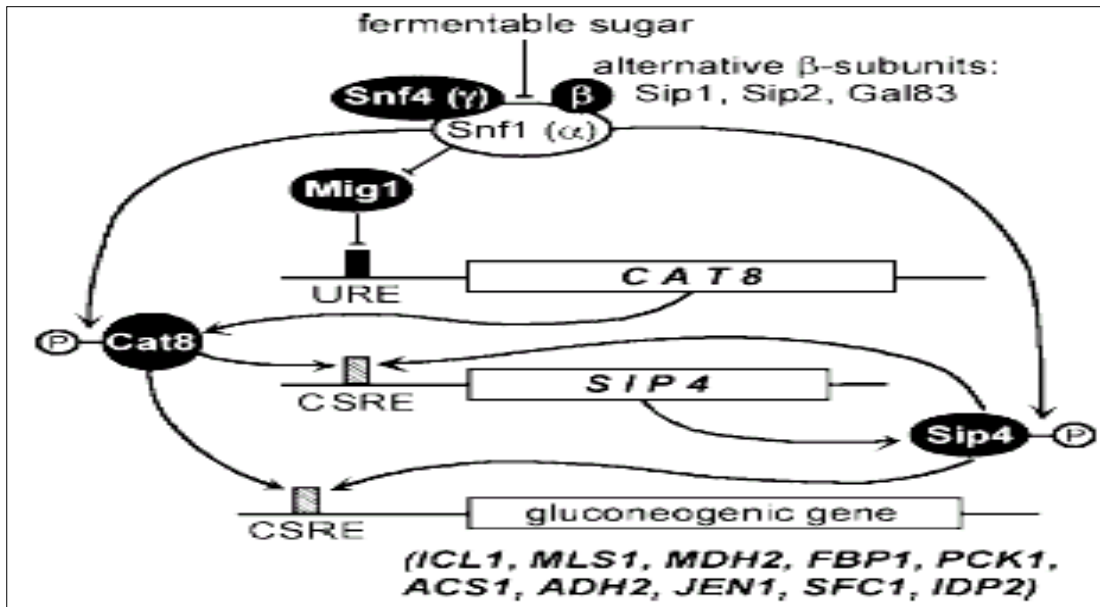 fermentable sugar
alternative β-subunits:
Snf4 (γ) β Sip1, Sip2, Gal83
Snf1 (α)
Mig1
CAT8
URE
P Cat8
SIP4
CSRE
Sip4 P
gluconeogenic gene
CSRE
(ICL1, MLS1, MDH2, FBP1, PCK1,
ACS1, ADH2, JEN1, SFC1, IDP2)